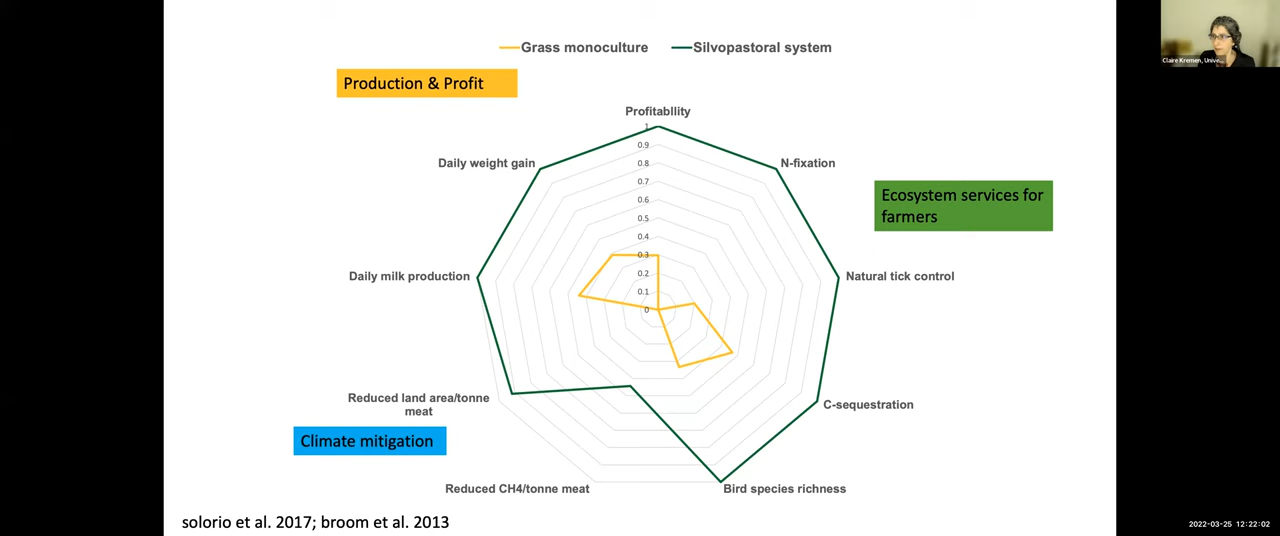 Grass monoculture
Silvopastoral system
Production & Profit
Profitability
1
0.9
0.8
0.7
0.6
0.5
0.4
0.3
0.2
0.1
0
Daily weight gain
N-fixation
Ecosystem services for
farmers
Daily milk production
Natural tick control
Reduced land area/tonne
meat
C-sequestration
Climate mitigation
Reduced CH4/tonne meat
Bird species richness
solorio et al. 2017; broom et al. 2013
Claire Kremen, Unive...
2022-03-25 12:22:02